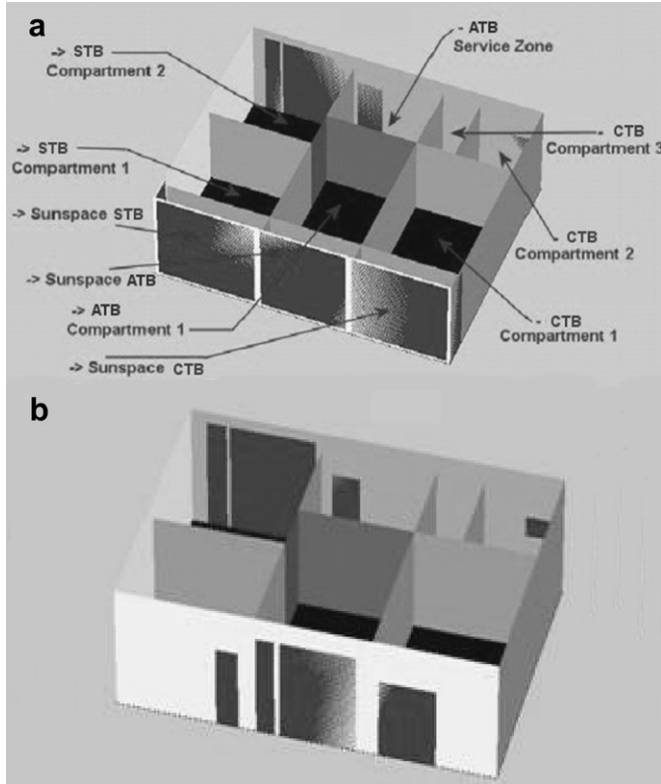 a
-> STB
Compartment 2
- ATB
Service Zone
- CTB
Compartment 3
-> STB
Compartment 1
-> Sunspace STB
- CTB
Compartment 2
-> Sunspace ATB
-> ATB
Compartment 1
- CTB
Compartment 1
-> Sunspace CTB
b